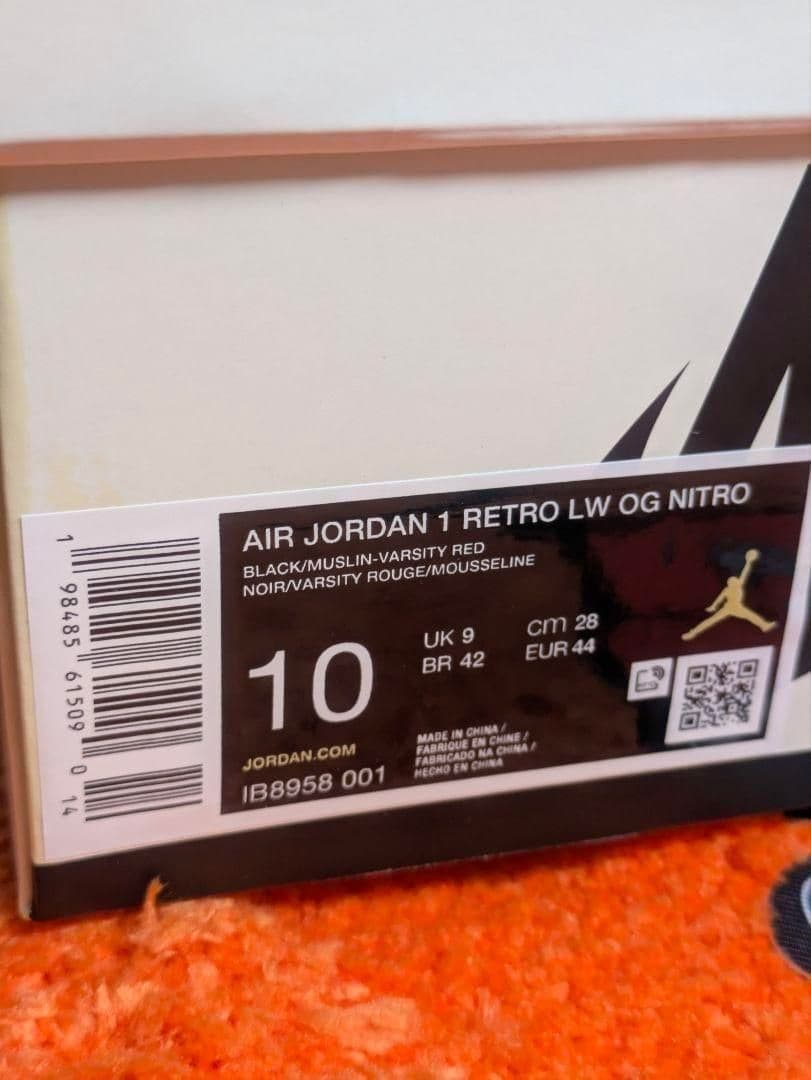 AIR JORDAN 1 RETRO LW OG NITRO
BLACK/MUSLIN-VARSITY RED
NOIR/VARSITY ROUGE/MOUSSELINE
10
UK 9
BR 42
cm 28
EUR 44
JORDAN.COM
IB8958 001
MADE IN CHINA /
FABRIQUE EN CHINE /
FABRICADO NA CHINA /
HECHO EN CHINA
1 98485 61509 0 14